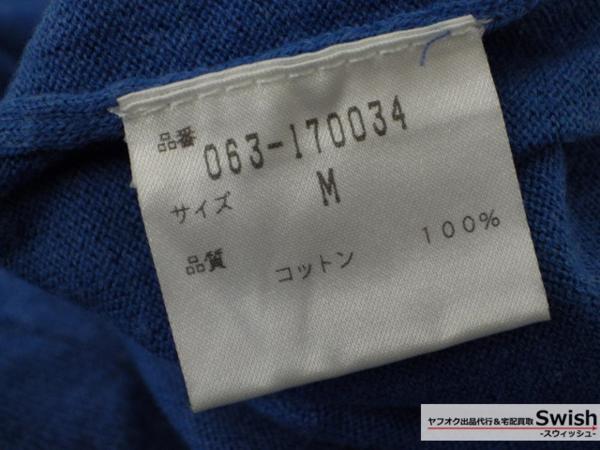 品番 063-170034
サイズ M
品質 コットン 100%
ヤフオク出品代行&宅配買取 Swish
-スウィッシュ-